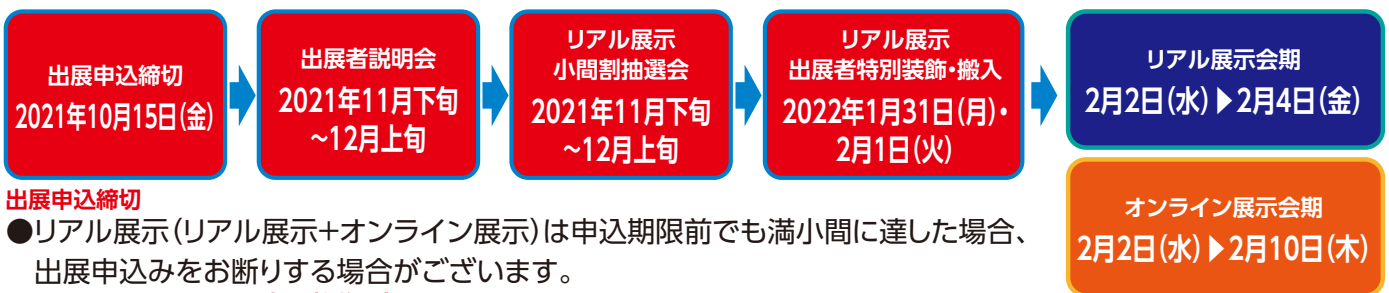 出展申込締切
2021年10月15日(金)
出展者説明会
2021年11月下旬
~12月上旬
リアル展示
小間割抽選会
2021年11月下旬
~12月上旬
リアル展示
出展者特別装飾・搬入
2022年1月31日(月)・
2月1日(火)
リアル展示会期
2月2日(水)▶2月4日(金)
オンライン展示会期
2月2日(水)▶2月10日(木)
出展申込締切
●リアル展示(リアル展示+オンライン展示)は申込期限前でも満小間に達した場合、
出展申込みをお断りする場合がございます。